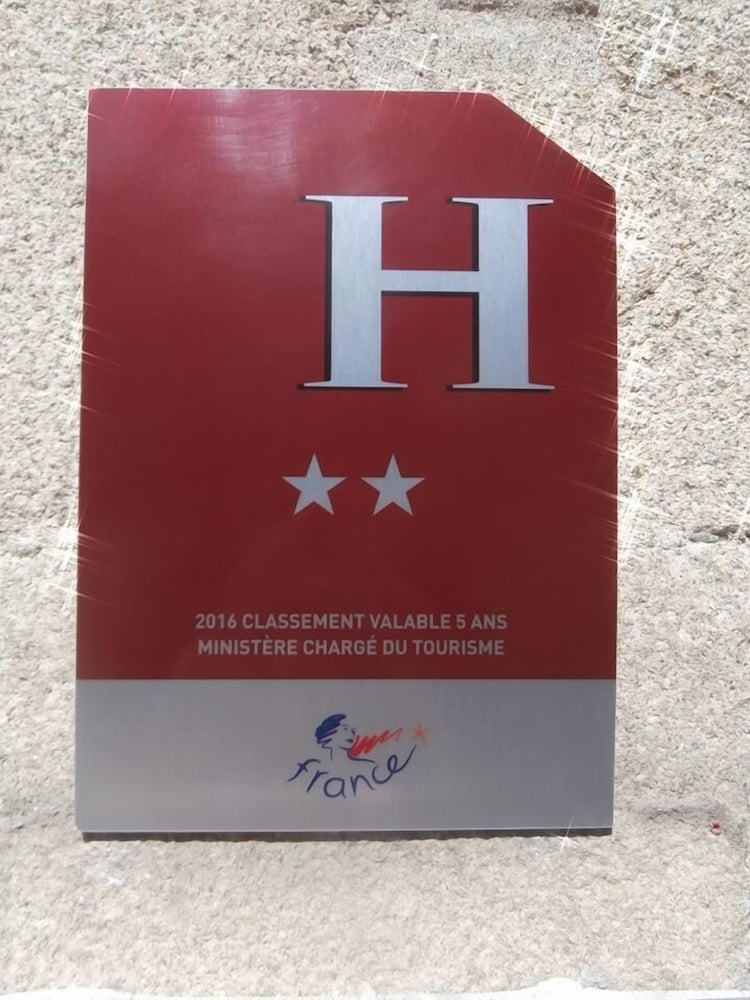 H
2016 CLASSEMENT VALABLE 5 ANS
MINISTÈRE CHARGÉ DU TOURISME
france